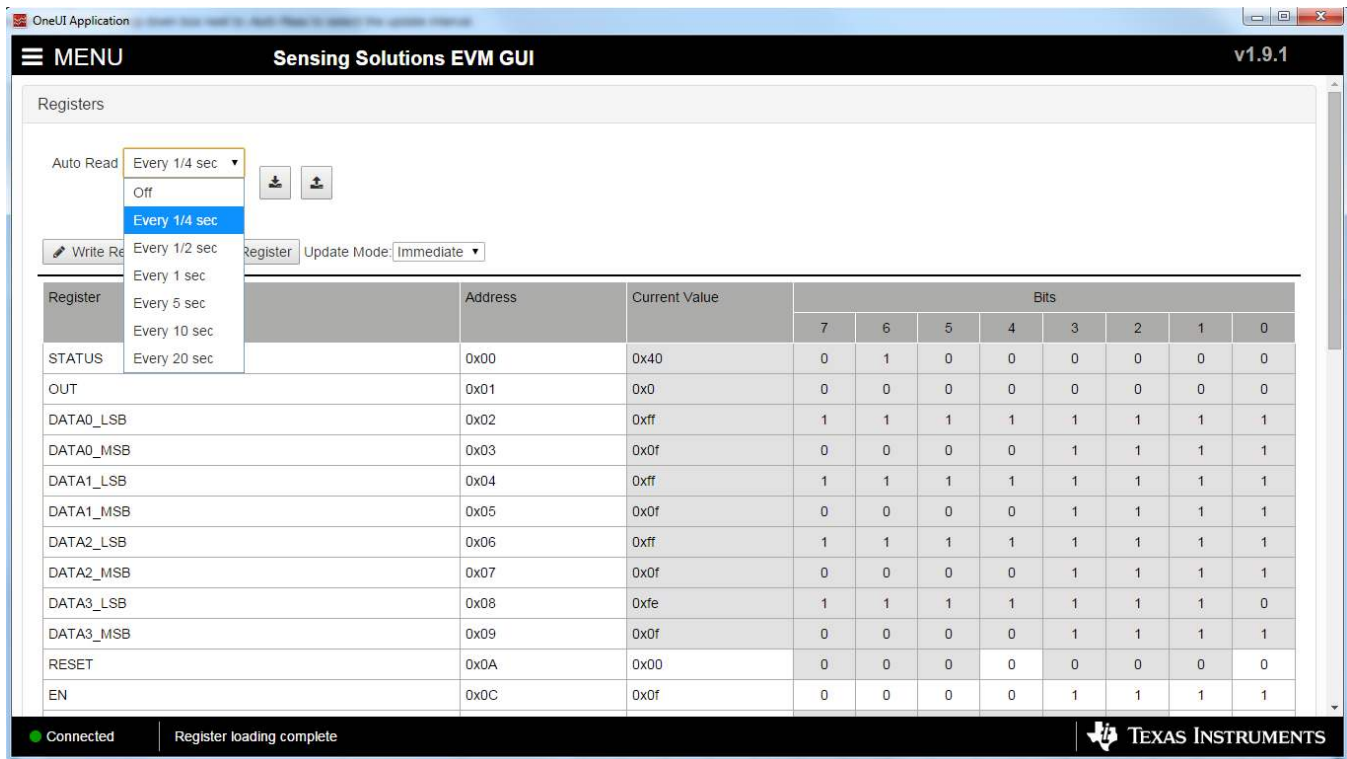 OneUI Application
MENU Sensing Solutions EVM GUI v1.9.1
Registers
Auto Read Every 1/4 sec
Off
Every 1/4 sec
Every 1/2 sec
Write Re Register Update Mode: Immediate
Every 1 sec
Every 5 sec
Every 10 sec
Every 20 sec
Register Address Current Value Bits
7 6 5 4 3 2 1 0
STATUS 0x00 0x40 0 1 0 0 0 0 0 0
OUT 0x01 0x0 0 0 0 0 0 0 0 0
DATA0_LSB 0x02 0xff 1 1 1 1 1 1 1 1
DATA0_MSB 0x03 0x0f 0 0 0 0 1 1 1 1
DATA1_LSB 0x04 0xff 1 1 1 1 1 1 1 1
DATA1_MSB 0x05 0x0f 0 0 0 0 1 1 1 1
DATA2_LSB 0x06 0xff 1 1 1 1 1 1 1 1
DATA2_MSB 0x07 0x0f 0 0 0 0 1 1 1 1
DATA3_LSB 0x08 0xfe 1 1 1 1 1 1 1 0
DATA3_MSB 0x09 0x0f 0 0 0 0 1 1 1 1
RESET 0x0A 0x00 0 0 0 0 0 0 0 0
EN 0x0C 0x0f 0 0 0 0 1 1 1 1
Connected Register loading complete TEXAS INSTRUMENTS